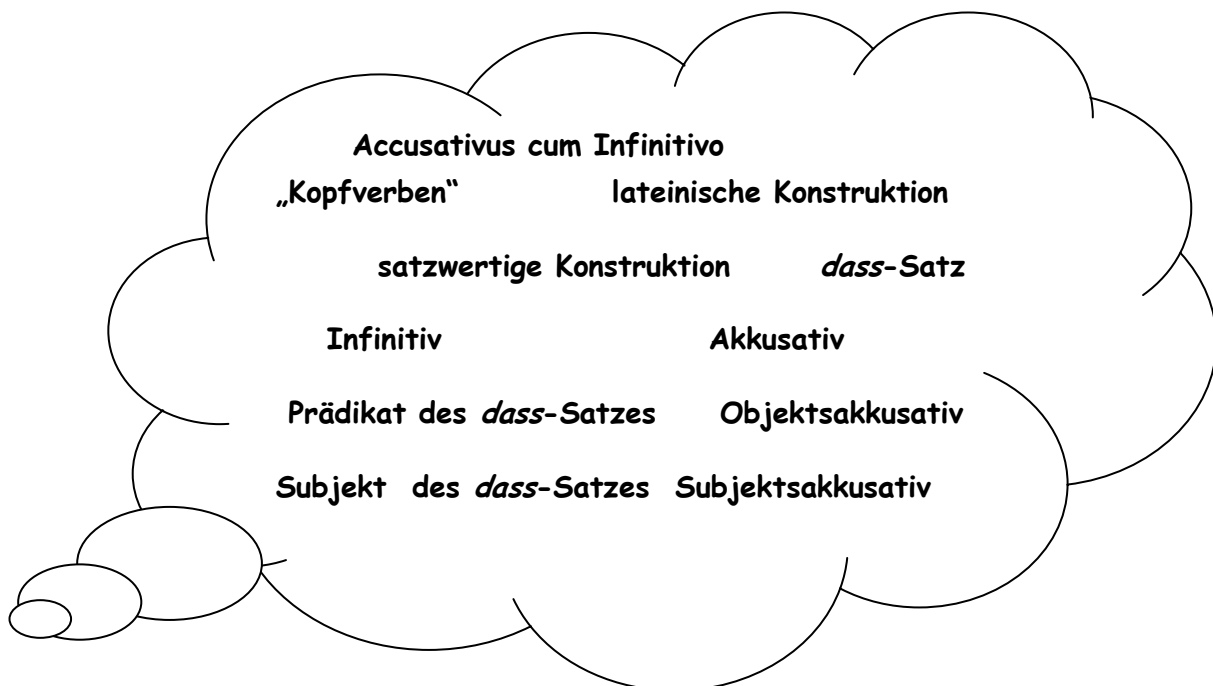 Accusativus cum Infinitivo
„Kopfverben“ lateinische Konstruktion
satzwertige Konstruktion dass-Satz
Infinitiv Akkusativ
Prädikat des dass-Satzes Objektsakkusativ
Subjekt des dass-Satzes Subjektsakkusativ